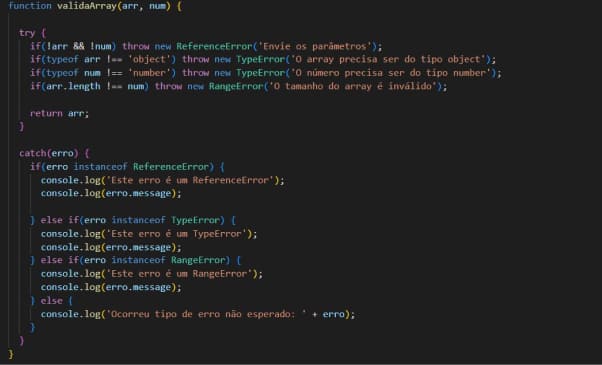 function validaArray(arr, num) {
try {
if(!arr && !num) throw new ReferenceError('Envie os parâmetros');
if(typeof arr !== 'object') throw new TypeError('O array precisa ser do tipo object');
if(typeof num !== 'number') throw new TypeError('O número precisa ser do tipo number');
if(arr.length !== num) throw new RangeError('O tamanho do array é inválido');
return arr;
}
catch(erro) {
if(erro instanceof ReferenceError) {
console.log('Este erro é um ReferenceError');
console.log(erro.message);
} else if(erro instanceof TypeError) {
console.log('Este erro é um TypeError');
console.log(erro.message);
} else if(erro instanceof RangeError) {
console.log('Este erro é um RangeError');
console.log(erro.message);
} else {
console.log('Ocorreu tipo de erro não esperado: ' + erro);
}
}
}